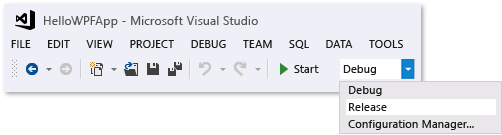 HelloWPFApp - Microsoft Visual Studio
FILE EDIT VIEW PROJECT DEBUG TEAM SQL DATA TOOLS
Start Debug
Debug
Release
Configuration Manager...